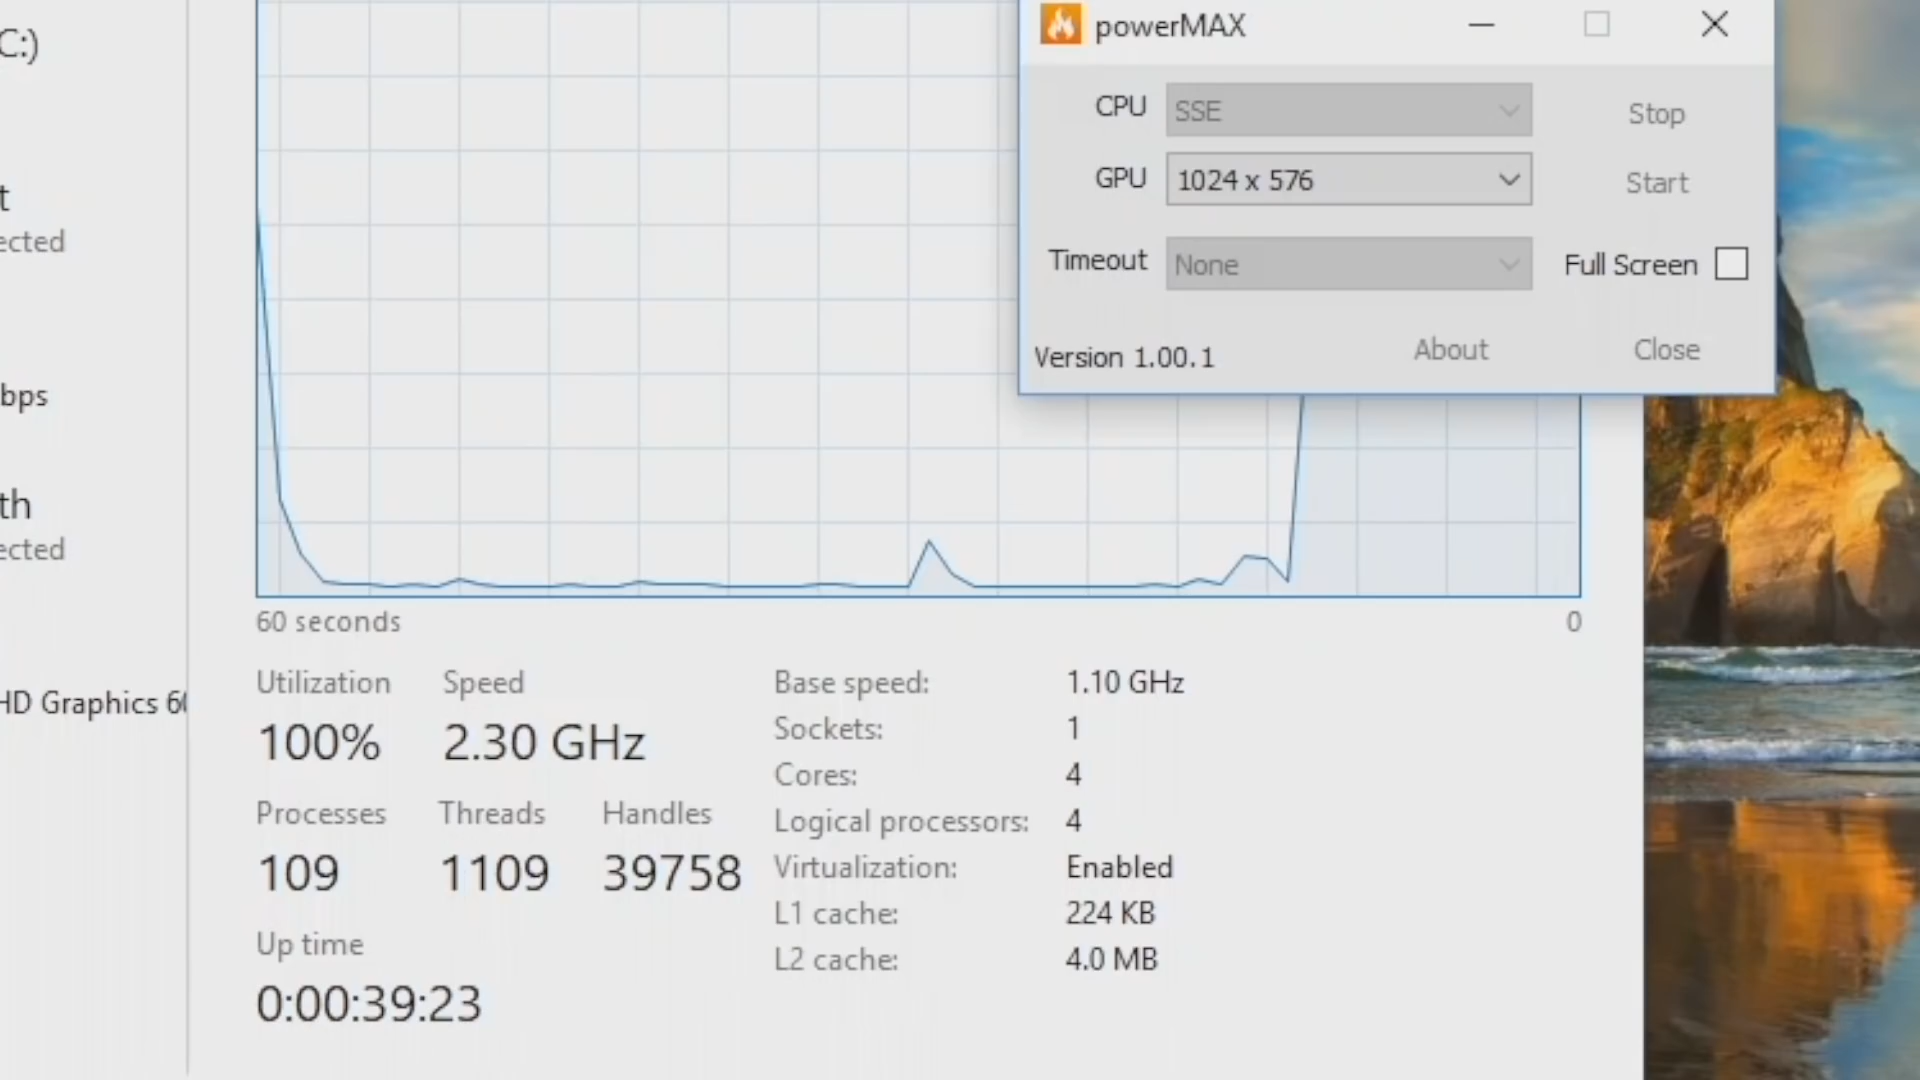 C:)
t
ected
bps
th
ected
HD Graphics 60
powerMAX
CPU SSE Stop
GPU 1024 x 576 Start
Timeout None Full Screen
Version 1.00.1 About Close
60 seconds 0
Utilization Speed
100% 2.30 GHz
Processes Threads Handles
109 1109 39758
Up time
0:00:39:23
Base speed: 1.10 GHz
Sockets: 1
Cores: 4
Logical processors: 4
Virtualization: Enabled
L1 cache: 224 KB
L2 cache: 4.0 MB